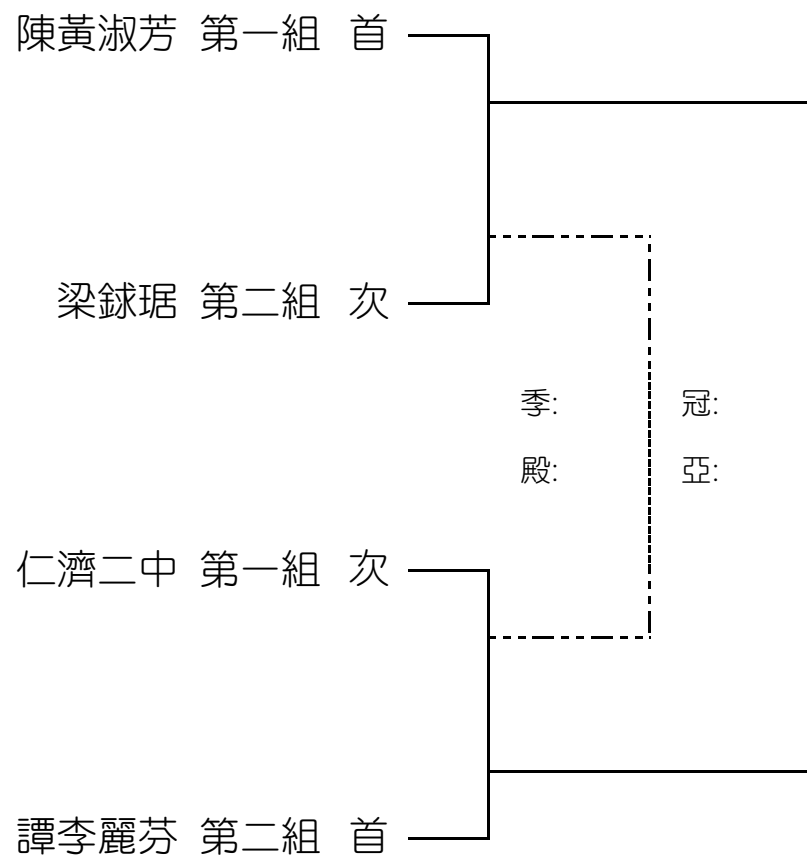 陳黃淑芳 第一組 首
梁銶琚 第二組 次
季: 冠:
殿: 亞:
仁濟二中 第一組 次
譚李麗芬 第二組 首